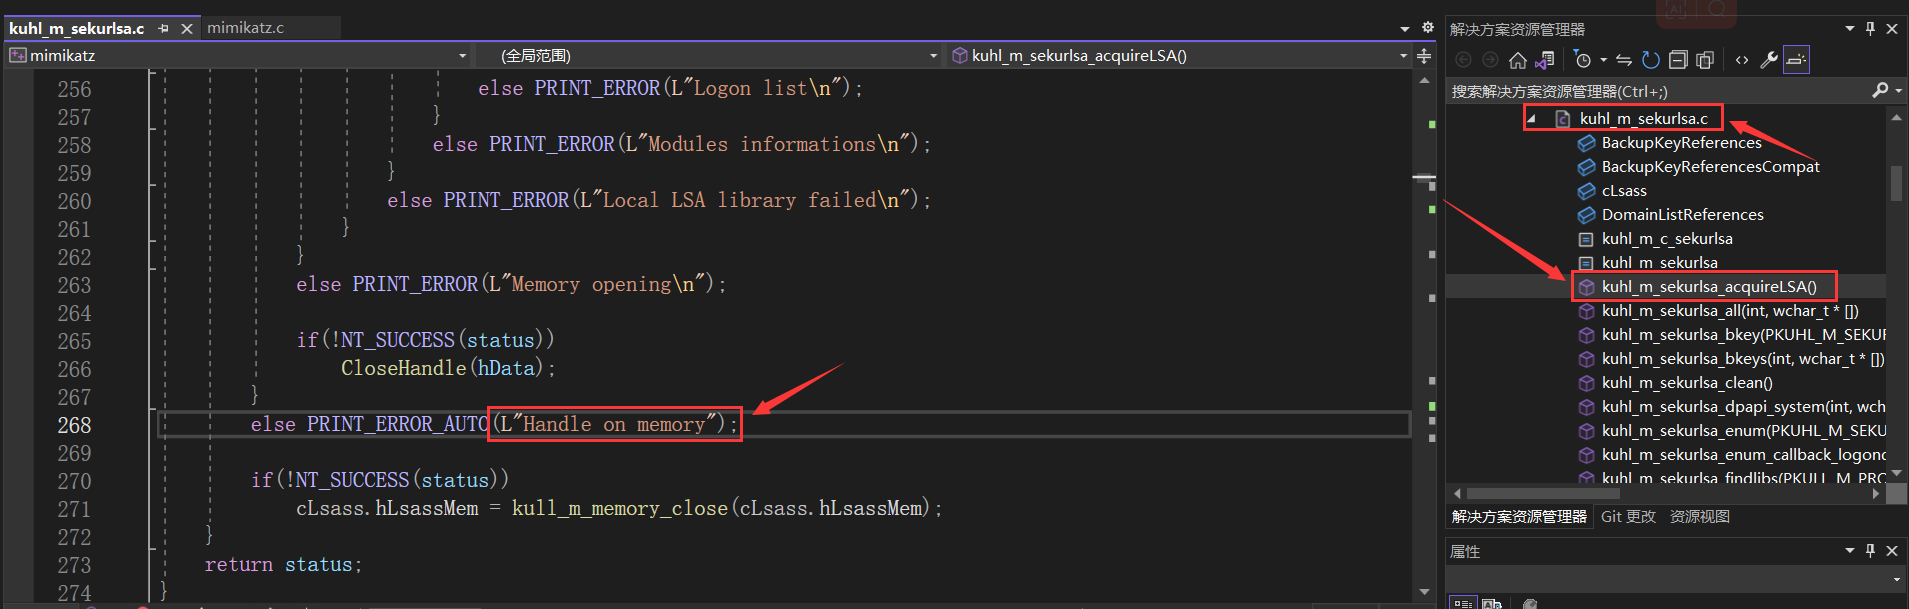 kuhl_m_sekurlsa.c
mimikatz.c
mimikatz
(全局范围)
kuhl_m_sekurlsa_acquireLSA()
256 else PRINT_ERROR(L"Logon list\n");
257 }
258 else PRINT_ERROR(L"Modules informations\n");
259 }
260 else PRINT_ERROR(L"Local LSA library failed\n");
261 }
262 }
263 else PRINT_ERROR(L"Memory opening\n");
264
265 if(!NT_SUCCESS(status))
266 CloseHandle(hData);
267 }
268 else PRINT_ERROR_AUTO(L"Handle on memory");
269
270 if(!NT_SUCCESS(status))
271 cLsass.hLsassMem = kull_m_memory_close(cLsass.hLsassMem);
272 }
273 return status;
274 }
解决方案资源管理器
搜索解决方案资源管理器(Ctrl+;)
kuhl_m_sekurlsa.c
BackupKeyReferences
BackupKeyReferencesCompat
cLsass
DomainListReferences
kuhl_m_c_sekurlsa
kuhl_m_sekurlsa
kuhl_m_sekurlsa_acquireLSA()
kuhl_m_sekurlsa_all(int, wchar_t * [])
kuhl_m_sekurlsa_bkey(PKUHL_M_SEKUR
kuhl_m_sekurlsa_bkeys(int, wchar_t * [])
kuhl_m_sekurlsa_clean()
kuhl_m_sekurlsa_dpapi_system(int, wch
kuhl_m_sekurlsa_enum(PKUHL_M_SEKU
kuhl_m_sekurlsa_enum_callback_logonc
kuhl_m_sekurlsa_findlibs(PKULL_M_PRC
解决方案资源管理器 Git 更改 资源视图
属性